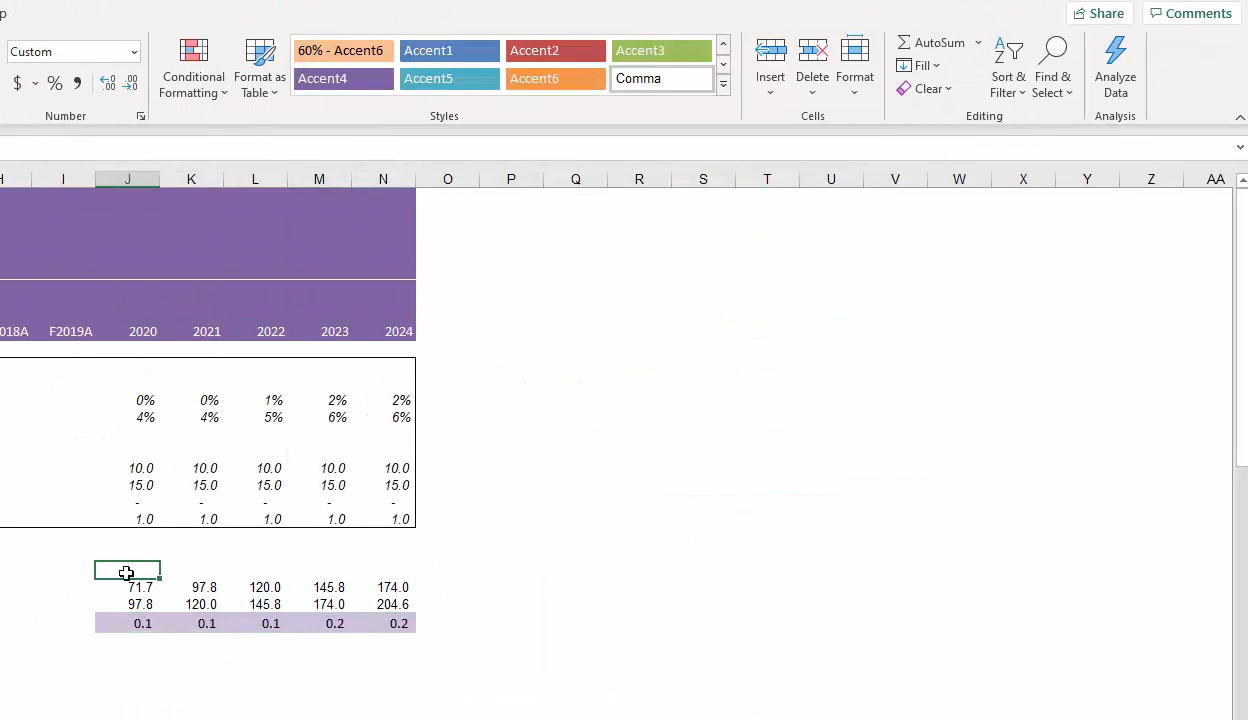 p
Share Comments
Custom
$ % , .00 .00
Number
Conditional Formatting
Format as Table
60% - Accent6 Accent1 Accent2 Accent3
Accent4 Accent5 Accent6 Comma
Styles
Insert Delete Format
Cells
AutoSum
Fill
Clear
Sort & Filter
Find & Select
Editing
Analyze Data
Analysis
H I J K L M N O P Q R S T U V W X Y Z AA
018A F2019A 2020 2021 2022 2023 2024
0% 0% 1% 2% 2%
4% 4% 5% 6% 6%
10.0 10.0 10.0 10.0 10.0
15.0 15.0 15.0 15.0 15.0
- - - - -
1.0 1.0 1.0 1.0 1.0
71.7 97.8 120.0 145.8 174.0
97.8 120.0 145.8 174.0 204.6
0.1 0.1 0.1 0.2 0.2